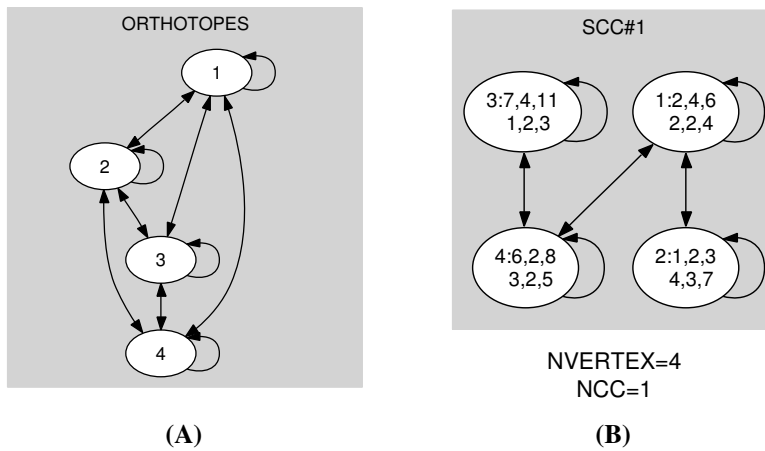 ORTHOTOPES
1
2
3
4
(A)
SCC#1
3:7,4,11
1,2,3
1:2,4,6
2,2,4
4:6,2,8
3,2,5
2:1,2,3
4,3,7
NVERTEX=4
NCC=1
(B)